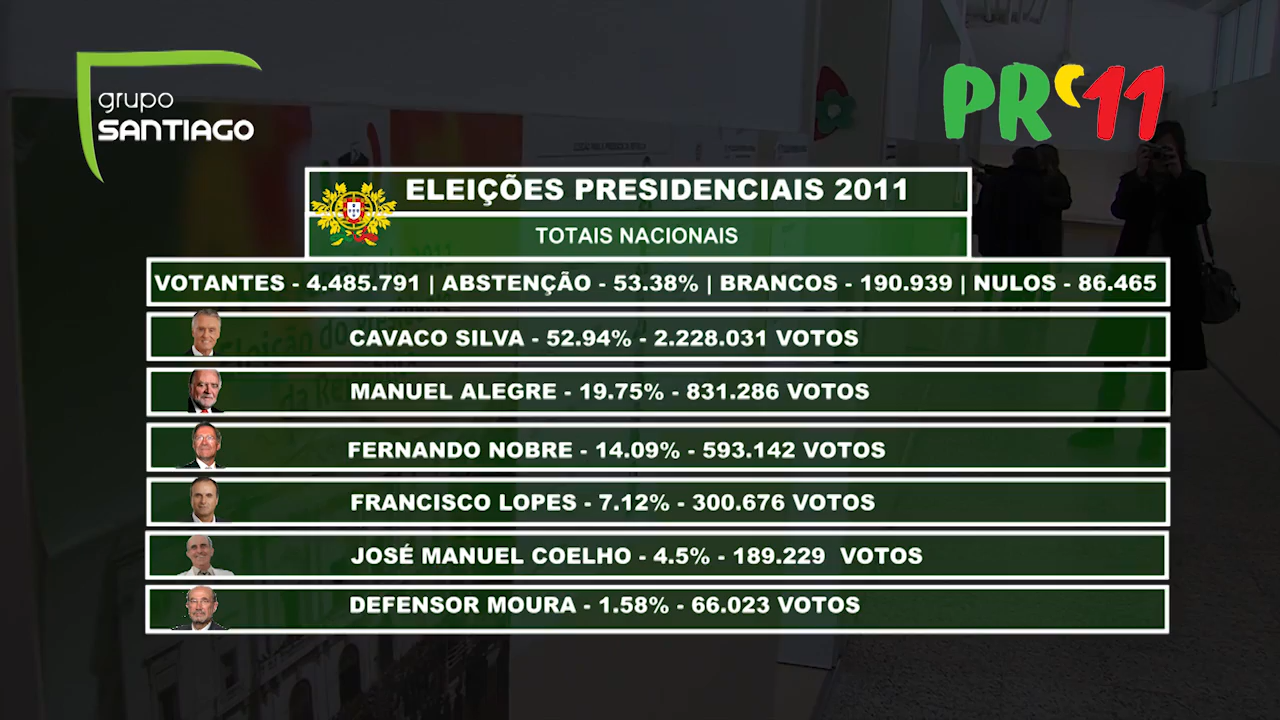 grupo
SANTIAGO
PR'11
ELEIÇÕES PRESIDENCIAIS 2011
TOTAIS NACIONAIS
VOTANTES - 4.485.791 | ABSTENÇÃO - 53.38% | BRANCOS - 190.939 | NULOS - 86.465
CAVACO SILVA - 52.94% - 2.228.031 VOTOS
MANUEL ALEGRE - 19.75% - 831.286 VOTOS
FERNANDO NOBRE - 14.09% - 593.142 VOTOS
FRANCISCO LOPES - 7.12% - 300.676 VOTOS
JOSÉ MANUEL COELHO - 4.5% - 189.229 VOTOS
DEFENSOR MOURA - 1.58% - 66.023 VOTOS